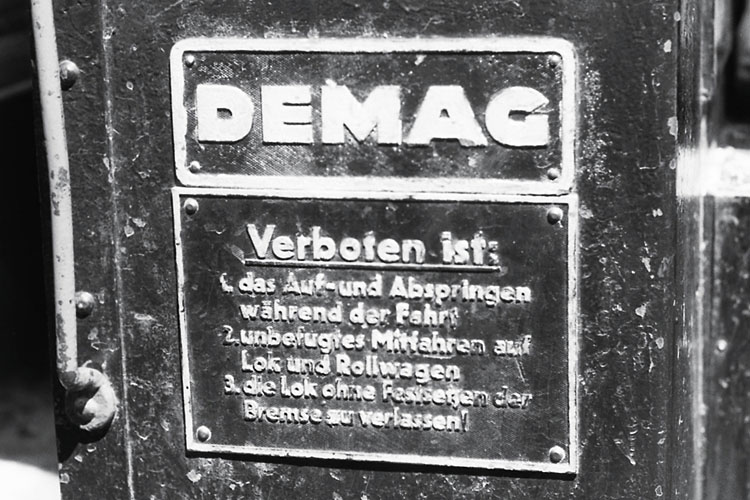 DEMAG
Verboten ist:
1. das Auf- und Abspringen
während der Fahrt
2. unbefugtes Mitfahren auf
Lok und Rollwagen
3. die Lok ohne Festsetzen der
Bremse zu verlassen!